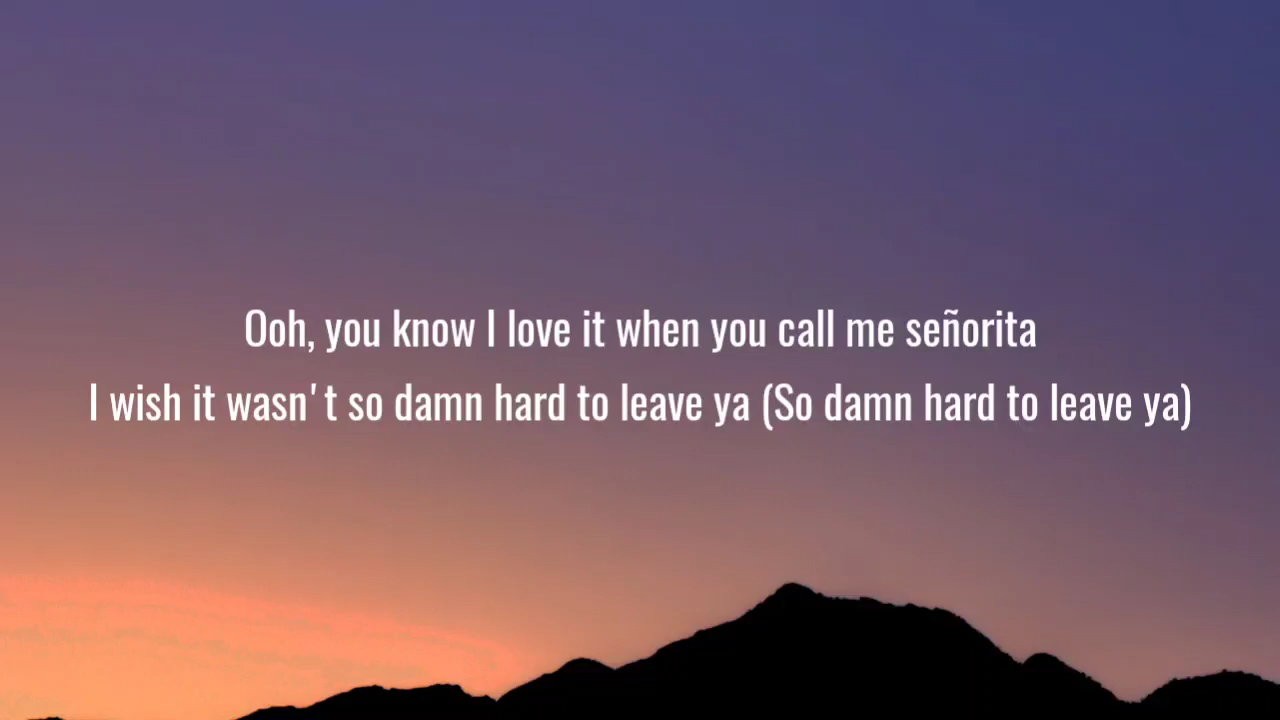 Ooh, you know I love it when you call me señorita
I wish it wasn't so damn hard to leave ya (So damn hard to leave ya)